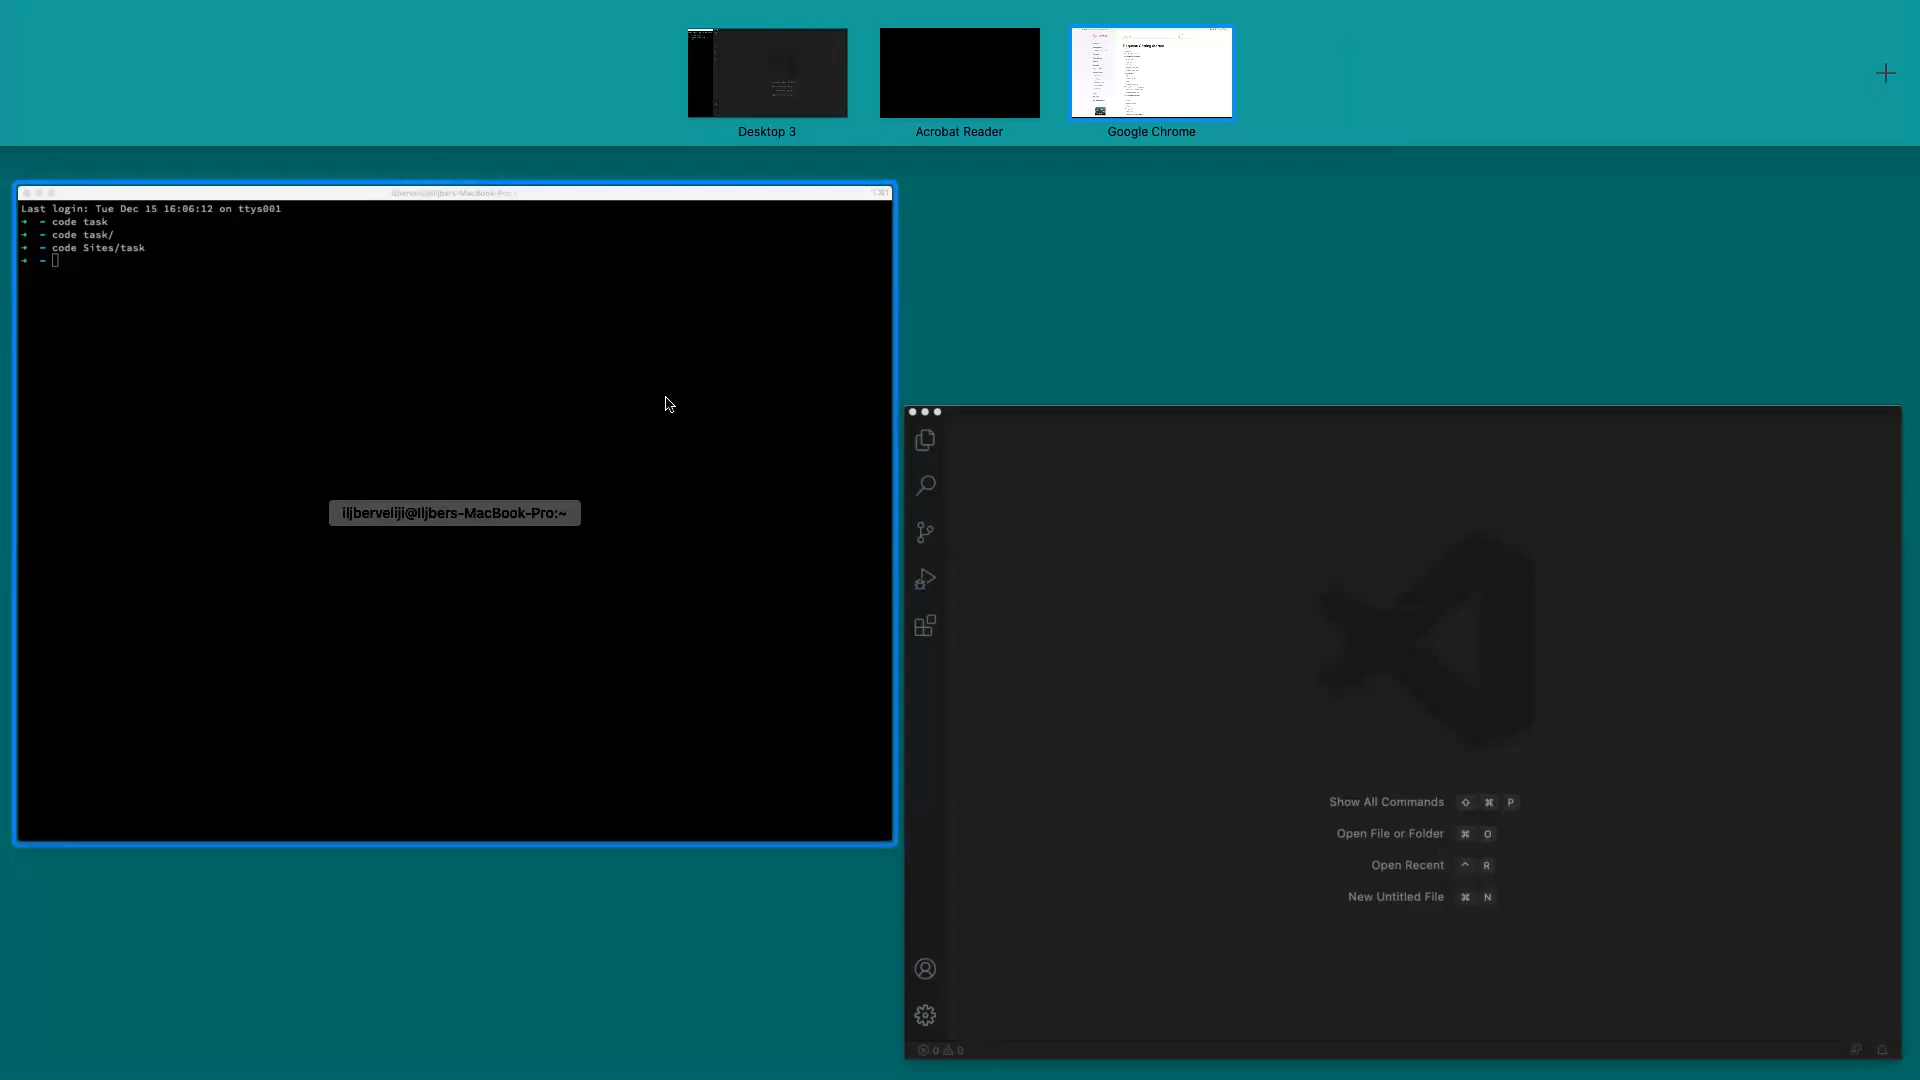 Desktop 3
Acrobat Reader
Google Chrome
Last login: Tue Dec 15 16:06:12 on ttys001
➜ ~ code task
➜ ~ code task/
➜ ~ code Sites/task
➜ ~
iljberveliji@Iljbers-MacBook-Pro:~
Show All Commands ⇧ ⌘ P
Open File or Folder ⌘ O
Open Recent ^ R
New Untitled File ⌘ N
0 0